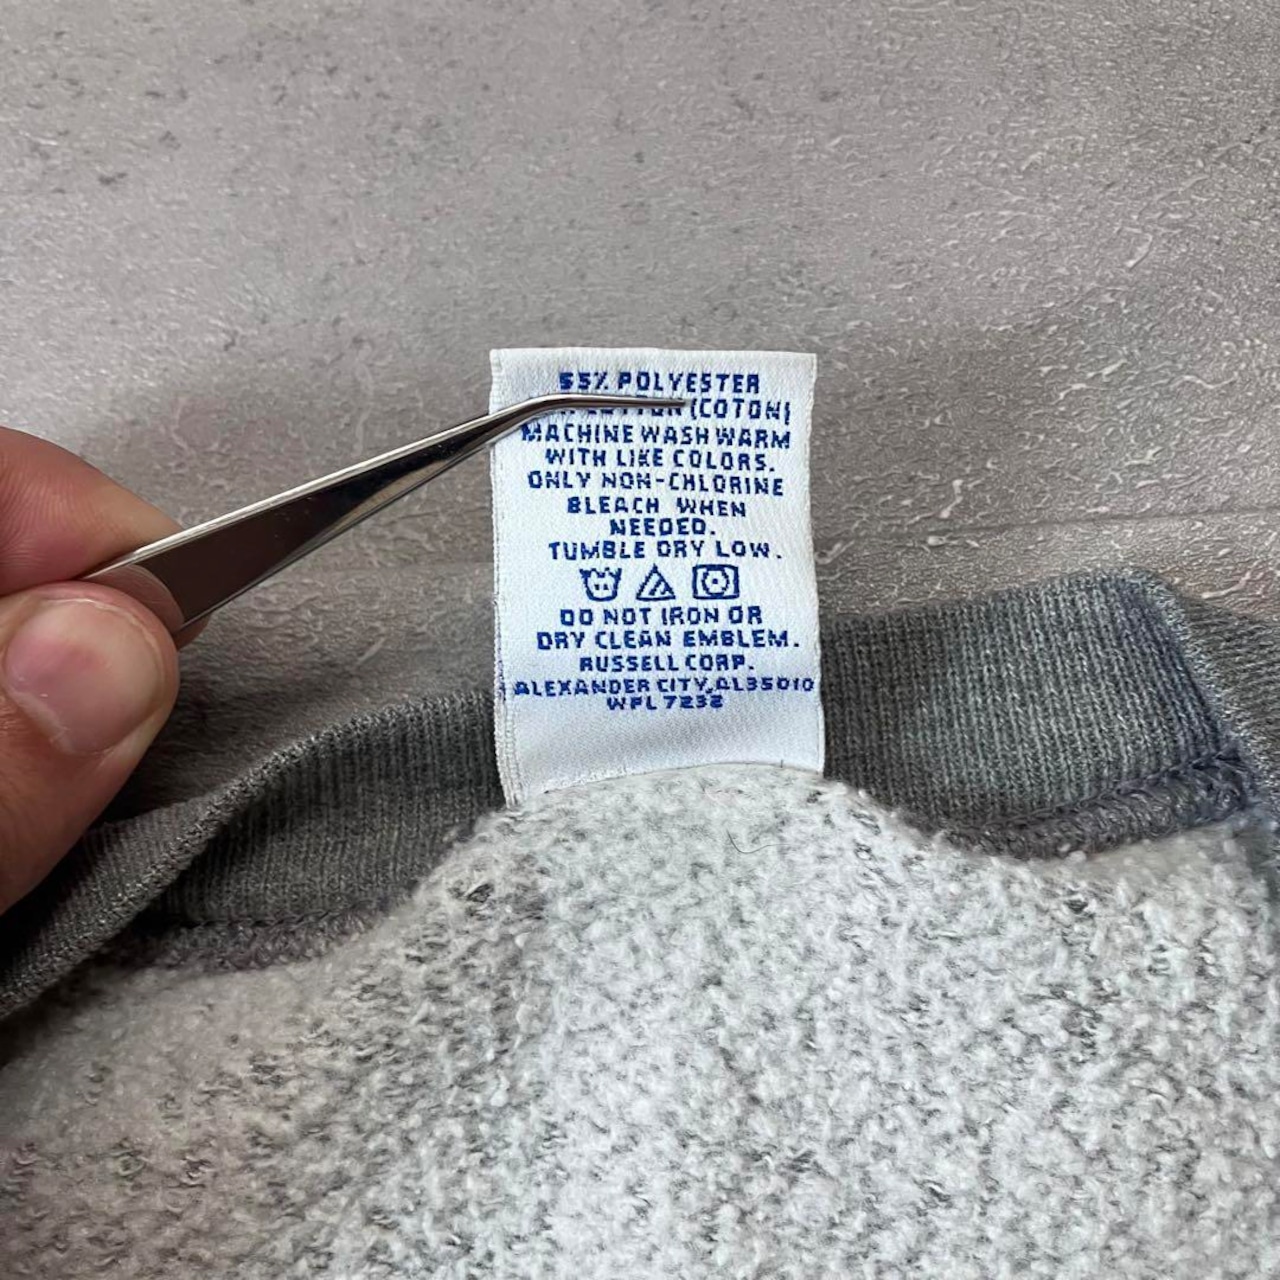 55% POLYESTER
(COTON)
MACHINE WASH WARM
WITH LIKE COLORS.
ONLY NON-CHLORINE
BLEACH WHEN
NEEDED.
TUMBLE DRY LOW.
DO NOT IRON OR
DRY CLEAN EMBLEM.
RUSSELL CORP.
ALEXANDER CITY,AL35010
WPL 7232